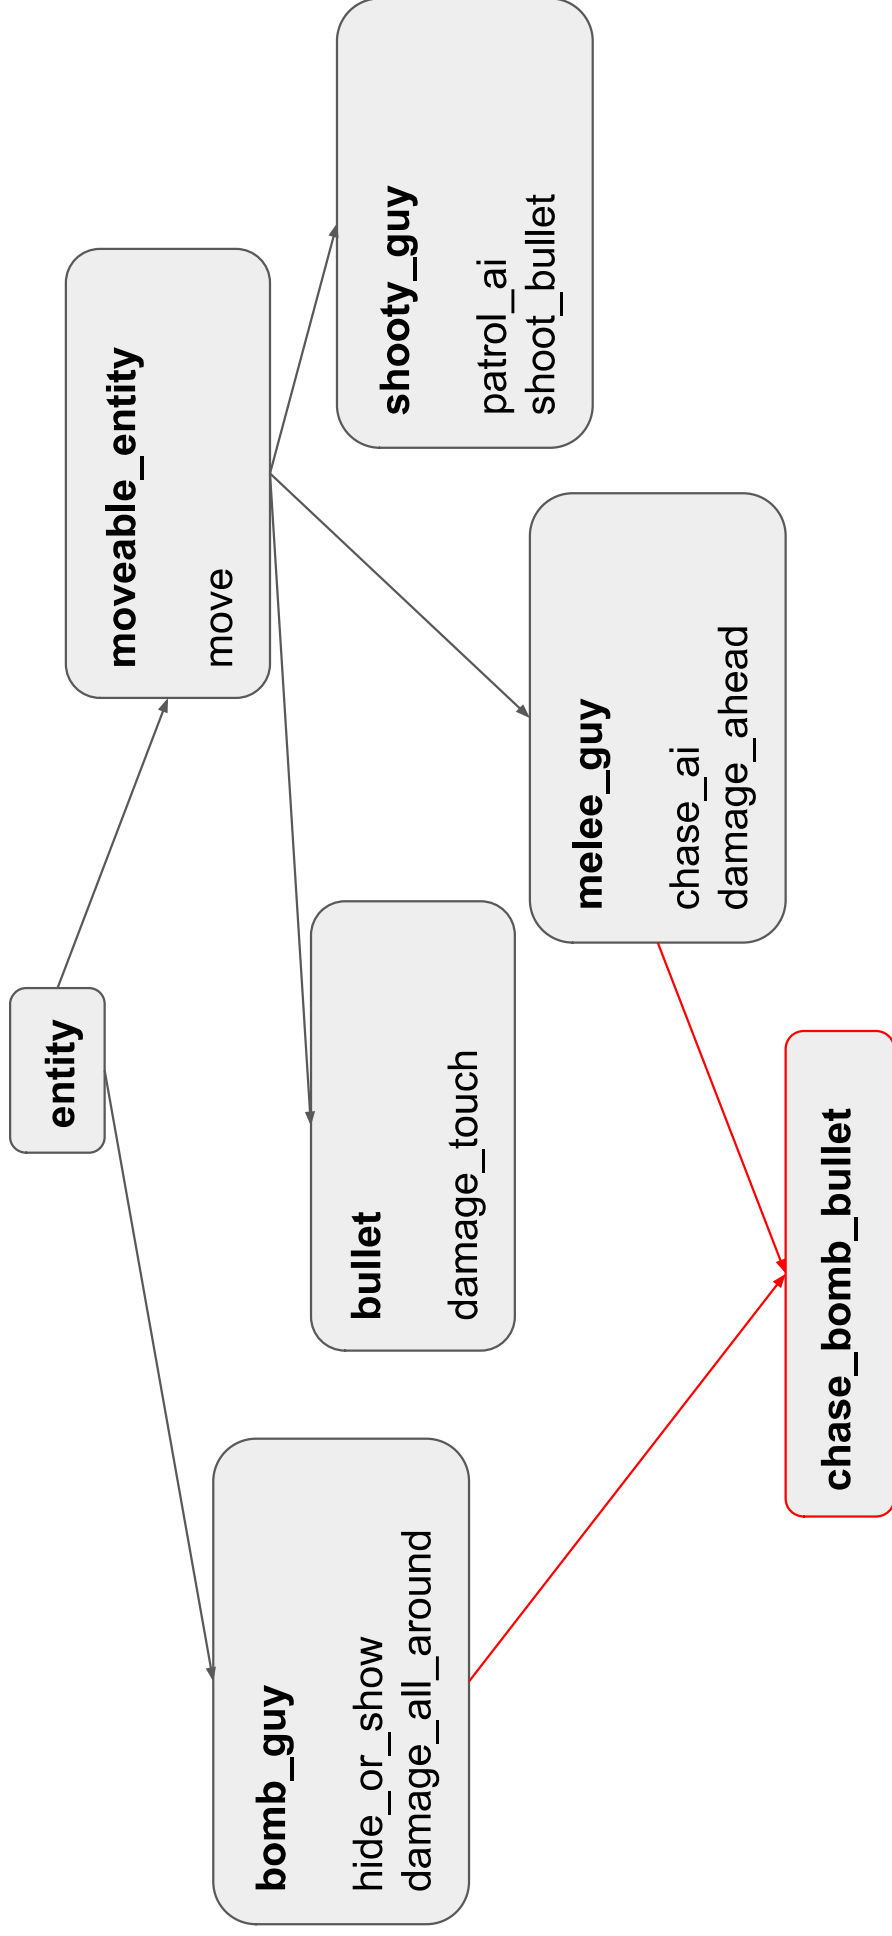 entity
moveable_entity
move
bomb_guy
hide_or_show
damage_all_around
bullet
damage_touch
shooty_guy
patrol_ai
shoot_bullet
melee_guy
chase_ai
damage_ahead
chase_bomb_bullet